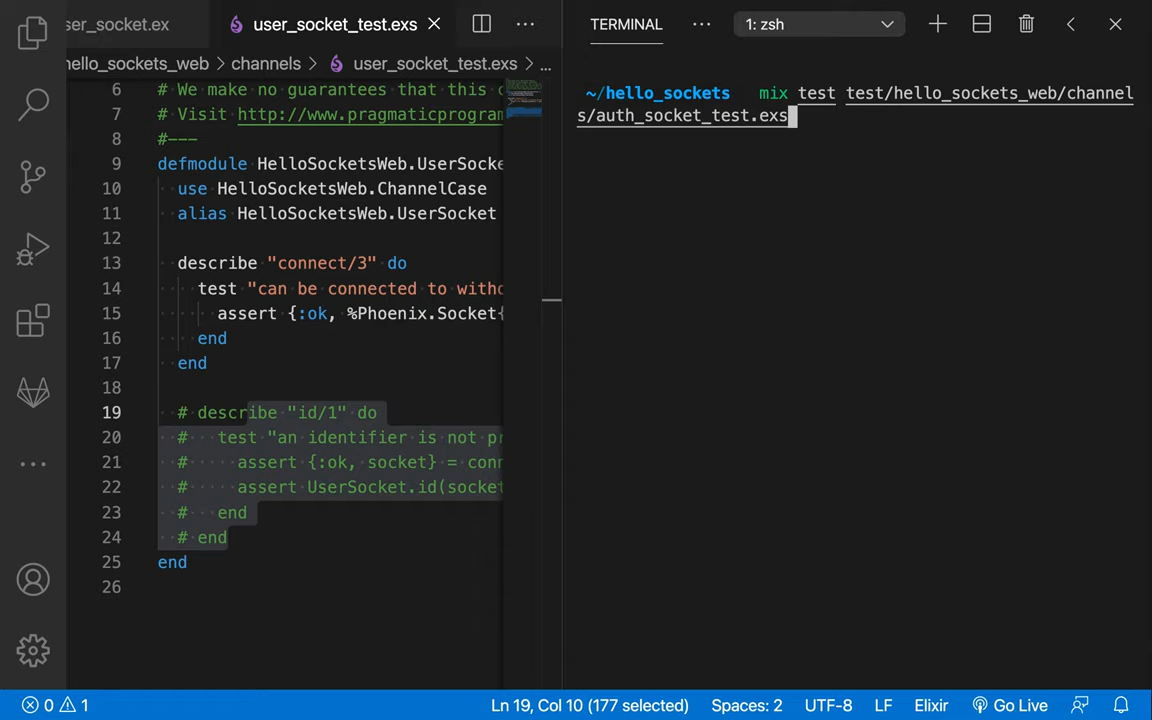 ser_socket.ex user_socket_test.exs
hello_sockets_web > channels > user_socket_test.exs > ...
6 # We make no guarantees that this
7 # Visit http://www.pragmaticprogram
8 #---
9 defmodule HelloSocketsWeb.UserSocke
10 use HelloSocketsWeb.ChannelCase
11 alias HelloSocketsWeb.UserSocket
12
13 describe "connect/3" do
14 test "can be connected to witho
15 assert {:ok, %Phoenix.Socket{
16 end
17 end
18
19 # describe "id/1" do
20 # test "an identifier is not pr
21 # assert {:ok, socket} = conn
22 # assert UserSocket.id(socket
23 # end
24 # end
25 end
26
TERMINAL ... 1: zsh
~/hello_sockets mix test test/hello_sockets_web/channel
s/auth_socket_test.exs
0 1 Ln 19, Col 10 (177 selected) Spaces: 2 UTF-8 LF Elixir Go Live